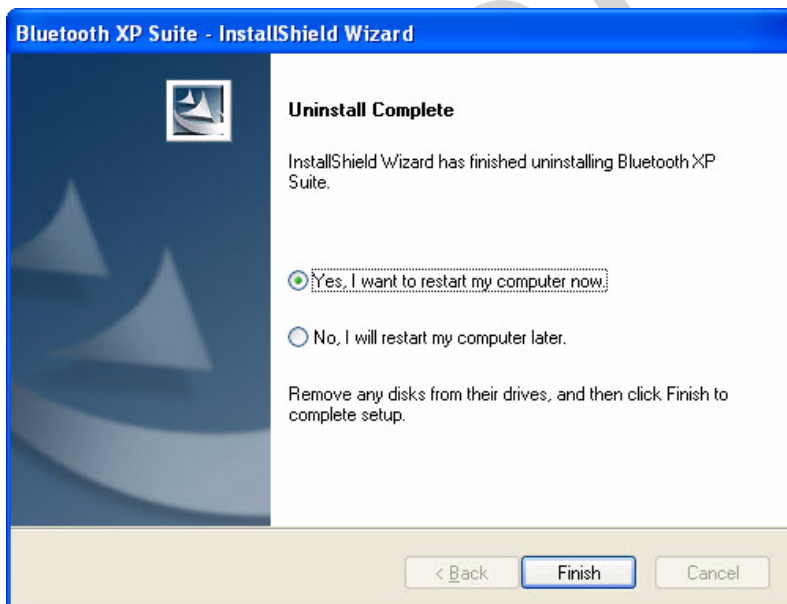 Bluetooth XP Suite - InstallShield Wizard
Uninstall Complete
InstallShield Wizard has finished uninstalling Bluetooth XP
Suite.
Yes, I want to restart my computer now.
No, I will restart my computer later.
Remove any disks from their drives, and then click Finish to
complete setup.
< Back Finish Cancel